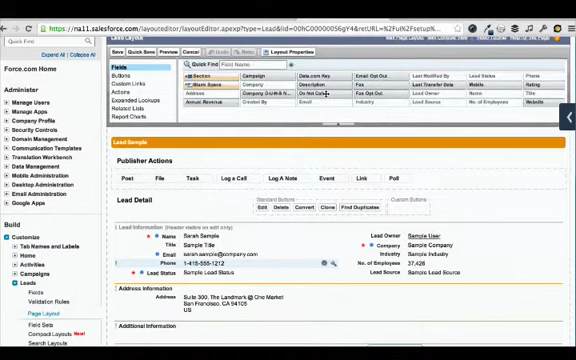 https://na11.salesforce.com/layouteditor/layoutEditor.apexp?type=Lead&
Quick Find
Expand All | Collapse All
Force.com Home
Administer
Manage Users
Manage Apps
Company Profile
Security Controls
Domain Management
Communication Templates
Translation Workbench
Data Management
Mobile Administration
Desktop Administration
Email Administration
Google Apps
Build
Customize
Tab Names and Labels
Home
Activities
Campaigns
Leads
Fields
Validation Rules
Page Layout
Field Sets
Compact Layouts New!
Search Layouts
Save
Quick Save
Preview
Cancel
Undo
Redo
Layout Properties
Fields
Buttons
Custom Links
Actions
Expanded Lookups
Related Lists
Report Charts
Quick Find
Field Name
Section
Campaign
Data.com Key
Email Opt Out
Last Modified By
Lead Status
Phone
Blank Space
Company
Description
Fax
Last Transfer Date
Mobile
Rating
Address
Company D-U-N-S N...
Do Not Call
Fax Opt Out
Lead Owner
Name
Title
Annual Revenue
Created By
Email
Industry
Lead Source
No. of Employees
Website
Lead Sample
Publisher Actions
Post
File
Task
Log a Call
Log A Note
Event
Link
Poll
Lead Detail
Standard Buttons
Edit
Delete
Convert
Clone
Find Duplicates
Custom Buttons
Lead Information (Header visible on edit only)
Name
Sarah Sample
Lead Owner
Sample User
Title
Sample Title
Company
Sample Company
Email
sarah.sample@company.com
Industry
Sample Industry
Phone
1-415-555-1212
No. of Employees
37,426
Lead Status
Sample Lead Status
Lead Source
Sample Lead Source
Address Information
Address
Suite 300, The Landmark @ One Market
San Francisco, CA 94105
US
Additional Information